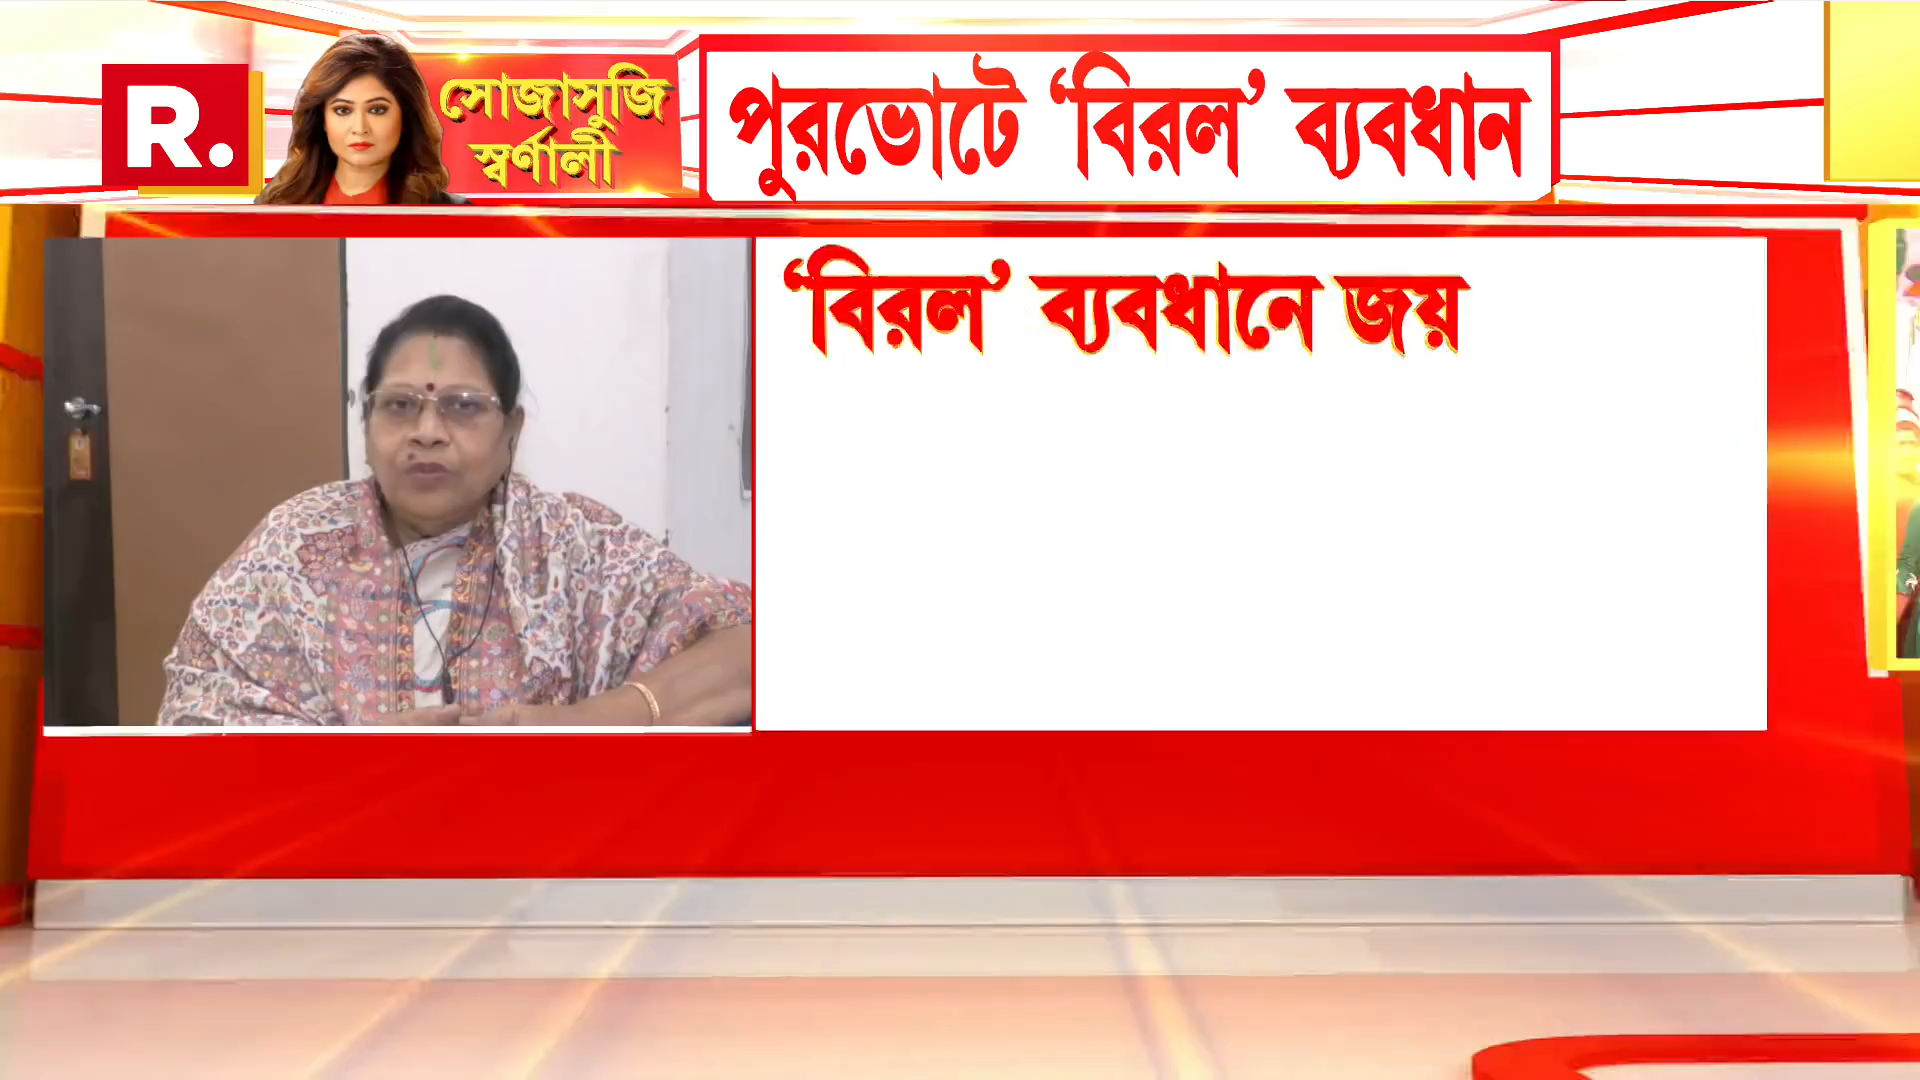 R.
সোজাসুজি
স্বর্ণালী
পুরভোটে ‘বিরল’ ব্যবধান
‘বিরল’ ব্যবধানে জয়